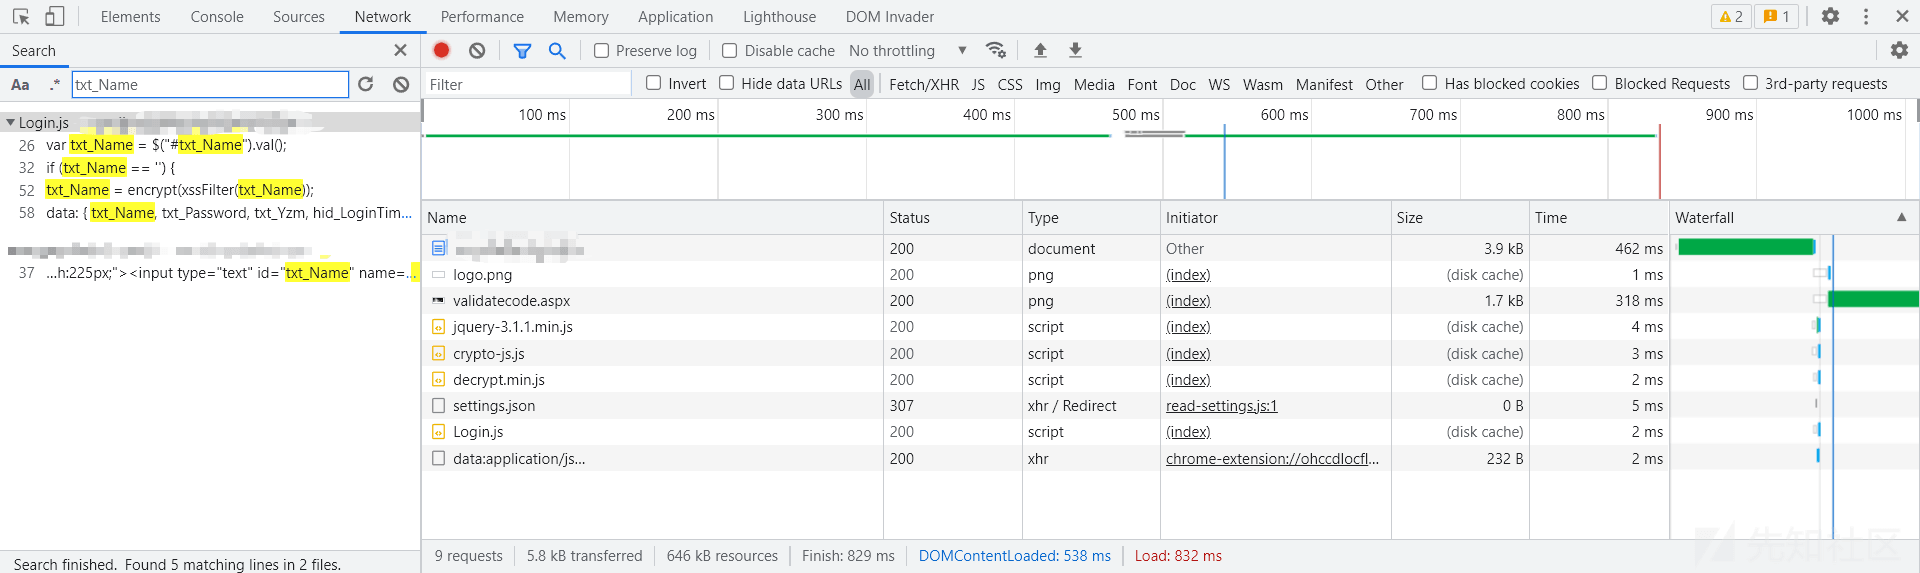 Elements Console Sources Network Performance Memory Application Lighthouse DOM Invader 2 1
Search
Preserve log Disable cache No throttling
Aa .* txt_Name
Filter Invert Hide data URLs All Fetch/XHR JS CSS Img Media Font Doc WS Wasm Manifest Other Has blocked cookies Blocked Requests 3rd-party requests
Login.js
26 var txt_Name = $("#txt_Name").val();
32 if (txt_Name == '') {
52 txt_Name = encrypt(xssFilter(txt_Name));
58 data: { txt_Name, txt_Password, txt_Yzm, hid_LoginTim...
37 ...h:225px;"><input type="text" id="txt_Name" name=...
Search finished. Found 5 matching lines in 2 files.
100 ms 200 ms 300 ms 400 ms 500 ms 600 ms 700 ms 800 ms 900 ms 1000 ms
Name Status Type Initiator Size Time Waterfall
200 document Other 3.9 kB 462 ms
logo.png 200 png (index) (disk cache) 1 ms
validatecode.aspx 200 png (index) 1.7 kB 318 ms
jquery-3.1.1.min.js 200 script (index) (disk cache) 4 ms
crypto-js.js 200 script (index) (disk cache) 3 ms
decrypt.min.js 200 script (index) (disk cache) 2 ms
settings.json 307 xhr / Redirect read-settings.js:1 0 B 5 ms
Login.js 200 script (index) (disk cache) 2 ms
data:application/js... 200 xhr chrome-extension://ohccdlocfl... 232 B 2 ms
9 requests 5.8 kB transferred 646 kB resources Finish: 829 ms DOMContentLoaded: 538 ms Load: 832 ms
先知社区